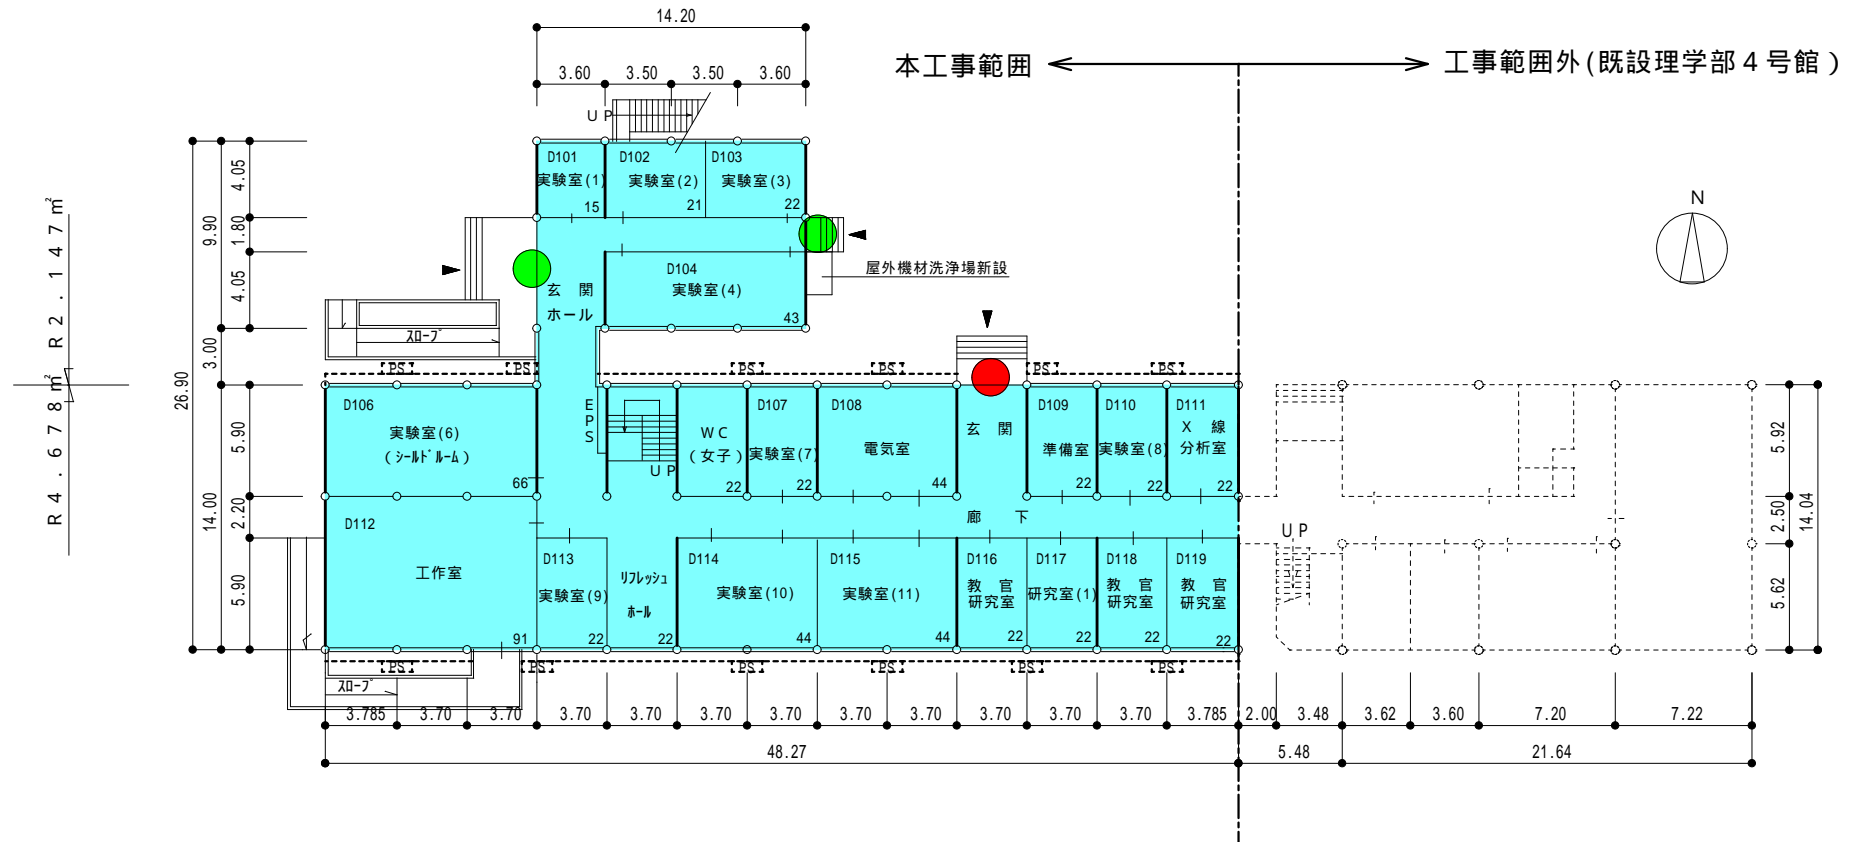 14.20
本工事範囲
工事範囲外(既設理学部4号館)
3.60 3.50 3.50 3.60
UP
D101 D102 D103
実験室(1) 実験室(2) 実験室(3)
15 21 22
N
4.05
9.90 1.80
4.05
3.00
26.90
5.90
14.00 2.20
5.90
R2.147㎡
R4.678㎡
D104
屋外機材洗浄場新設
実験室(4)
43
玄関
ホール
スロープ
PS PS PS PS PS PS
D106 EPS D107 D108 D109 D110 D111
実験室(6)
(シールドルーム)
66
UP
WC
(女子)
22
実験室(7)
22
電気室
44
玄関
準備室
22
実験室(8)
22
X線
分析室
22
5.92
2.50 14.04
5.62
廊下
UP
D112
工作室
91
D113
実験室(9)
22
リフレッシュ
ホール
22
D114
実験室(10)
44
D115
実験室(11)
44
D116
教官
研究室
22
D117
研究室(1)
22
D118
教官
研究室
22
D119
教官
研究室
22
PS PS PS PS PS PS
スロープ
3.785 3.70 3.70 3.70 3.70 3.70 3.70 3.70 3.70 3.70 3.70 3.70 3.785 2.00 3.48 3.62 3.60 7.20 7.22
48.27 5.48 21.64